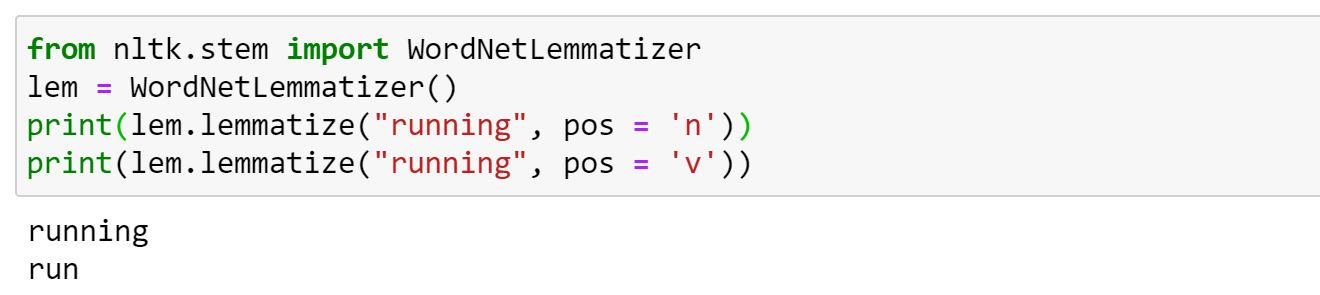 from nltk.stem import WordNetLemmatizer
lem = WordNetLemmatizer()
print(lem.lemmatize("running", pos = 'n'))
print(lem.lemmatize("running", pos = 'v'))
running
run